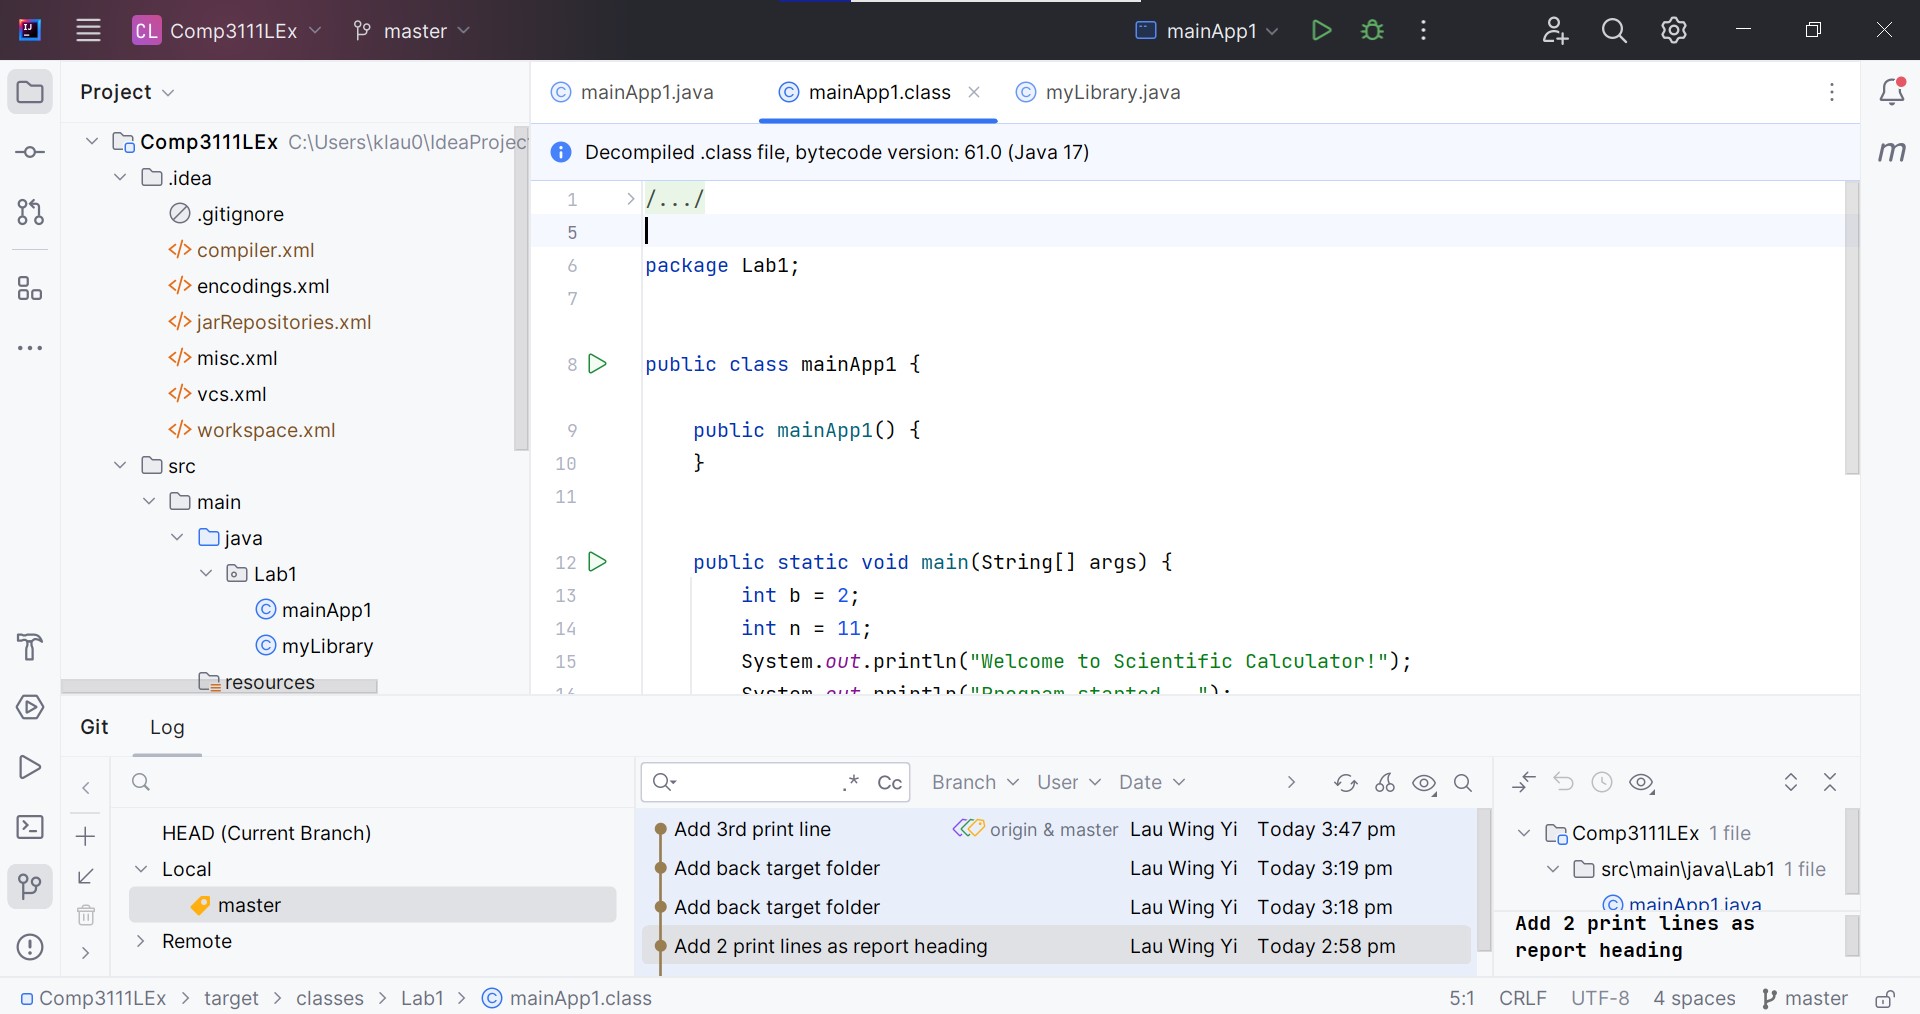 CL Comp3111LEx master mainApp1
Project
mainApp1.java mainApp1.class myLibrary.java
Comp3111LEx C:\Users\klau0\IdeaProjec
Decompiled .class file, bytecode version: 61.0 (Java 17)
m
.idea
.gitignore
compiler.xml
encodings.xml
jarRepositories.xml
misc.xml
vcs.xml
workspace.xml
src
main
java
Lab1
mainApp1
myLibrary
resources
1 /.../
5
6 package Lab1;
7
8 public class mainApp1 {
9 public mainApp1() {
10 }
11
12 public static void main(String[] args) {
13 int b = 2;
14 int n = 11;
15 System.out.println("Welcome to Scientific Calculator!");
16 System.out.println("Program started...");
Git Log
.* Cc Branch User Date
HEAD (Current Branch)
Local
master
Remote
Add 3rd print line origin & master Lau Wing Yi Today 3:47 pm
Add back target folder Lau Wing Yi Today 3:19 pm
Add back target folder Lau Wing Yi Today 3:18 pm
Add 2 print lines as report heading Lau Wing Yi Today 2:58 pm
Comp3111LEx 1 file
src\main\java\Lab1 1 file
mainApp1.java
Add 2 print lines as
report heading
Comp3111LEx > target > classes > Lab1 > mainApp1.class 5:1 CRLF UTF-8 4 spaces master